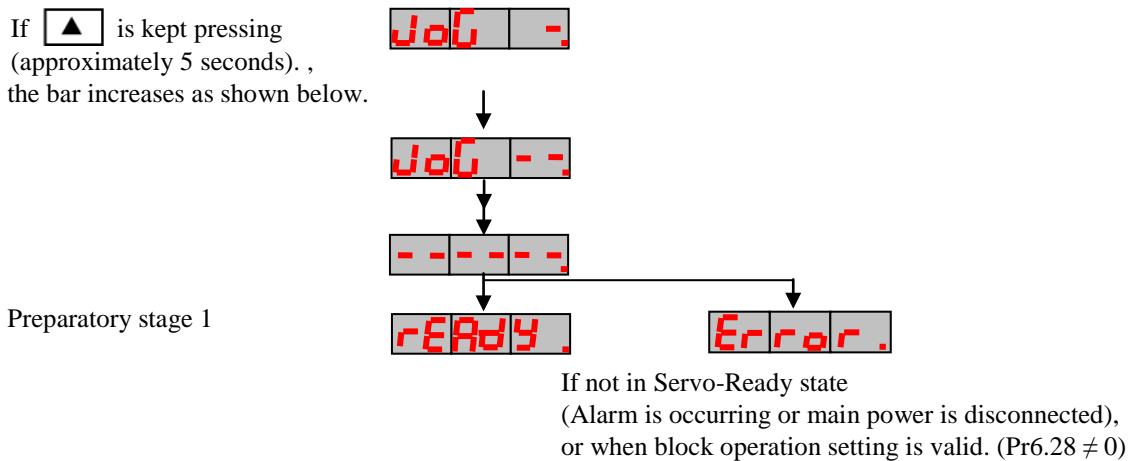 If ▲ is kept pressing
(approximately 5 seconds). ,
the bar increases as shown below.
JoG -.
JoG - -.
- - - - - -.
Preparatory stage 1
rEAdy .
Error.
If not in Servo-Ready state
(Alarm is occurring or main power is disconnected),
or when block operation setting is valid. (Pr6.28 ≠ 0)